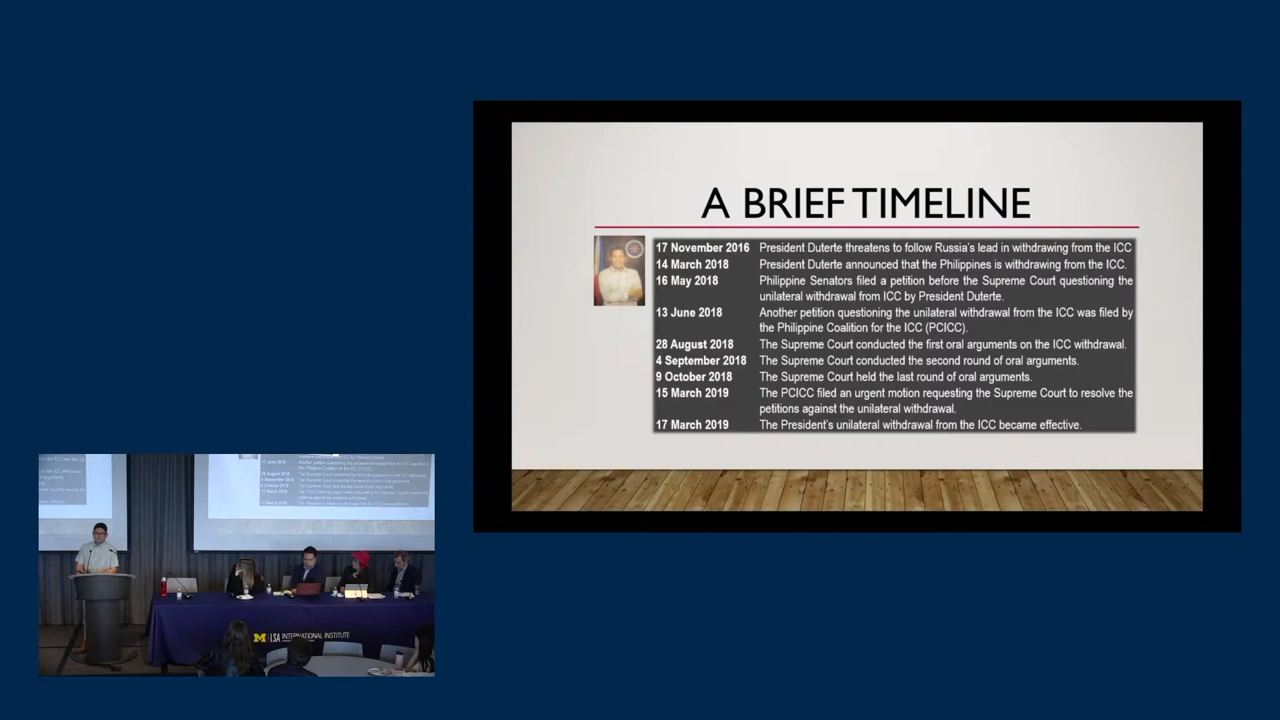 A BRIEF TIMELINE
17 November 2016 President Duterte threatens to follow Russia's lead in withdrawing from the ICC
14 March 2018 President Duterte announced that the Philippines is withdrawing from the ICC.
16 May 2018 Philippine Senators filed a petition before the Supreme Court questioning the
unilateral withdrawal from ICC by President Duterte.
13 June 2018 Another petition questioning the unilateral withdrawal from the ICC was filed by
the Philippine Coalition for the ICC (PCICC).
28 August 2018 The Supreme Court conducted the first oral arguments on the ICC withdrawal.
4 September 2018 The Supreme Court conducted the second round of oral arguments.
9 October 2018 The Supreme Court held the last round of oral arguments.
15 March 2019 The PCICC filed an urgent motion requesting the Supreme Court to resolve the
petitions against the unilateral withdrawal.
17 March 2019 The President's unilateral withdrawal from the ICC became effective.
M LSA INTERNATIONAL INSTITUTE